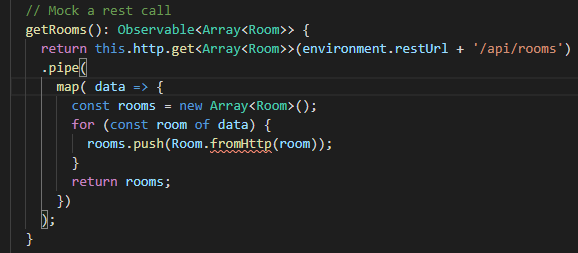 // Mock a rest call
getRooms(): Observable<Array<Room>> {
  return this.http.get<Array<Room>>(environment.restUrl + '/api/rooms')
  .pipe(
    map( data => {
      const rooms = new Array<Room>();
      for (const room of data) {
        rooms.push(Room.fromHttp(room));
      }
      return rooms;
    })
  );
}